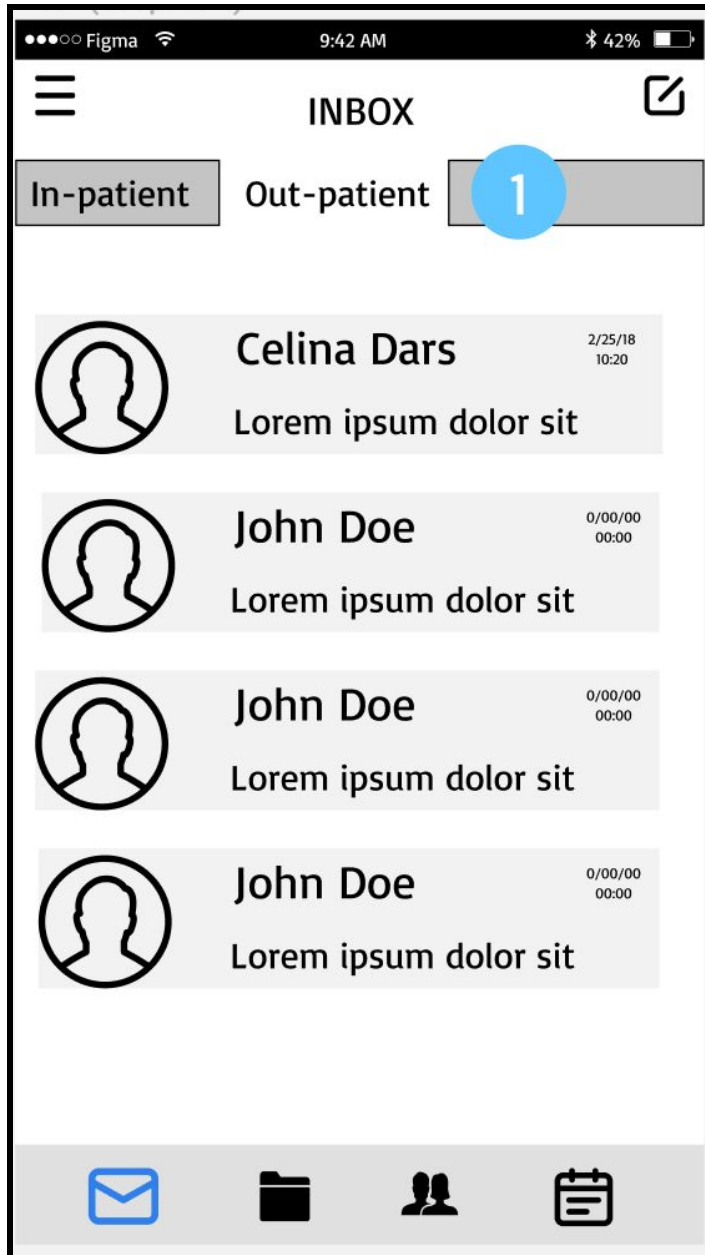 Figma 9:42 AM 42%
INBOX
In-patient Out-patient 1
Celina Dars 2/25/18
10:20
Lorem ipsum dolor sit
John Doe 0/00/00
00:00
Lorem ipsum dolor sit
John Doe 0/00/00
00:00
Lorem ipsum dolor sit
John Doe 0/00/00
00:00
Lorem ipsum dolor sit